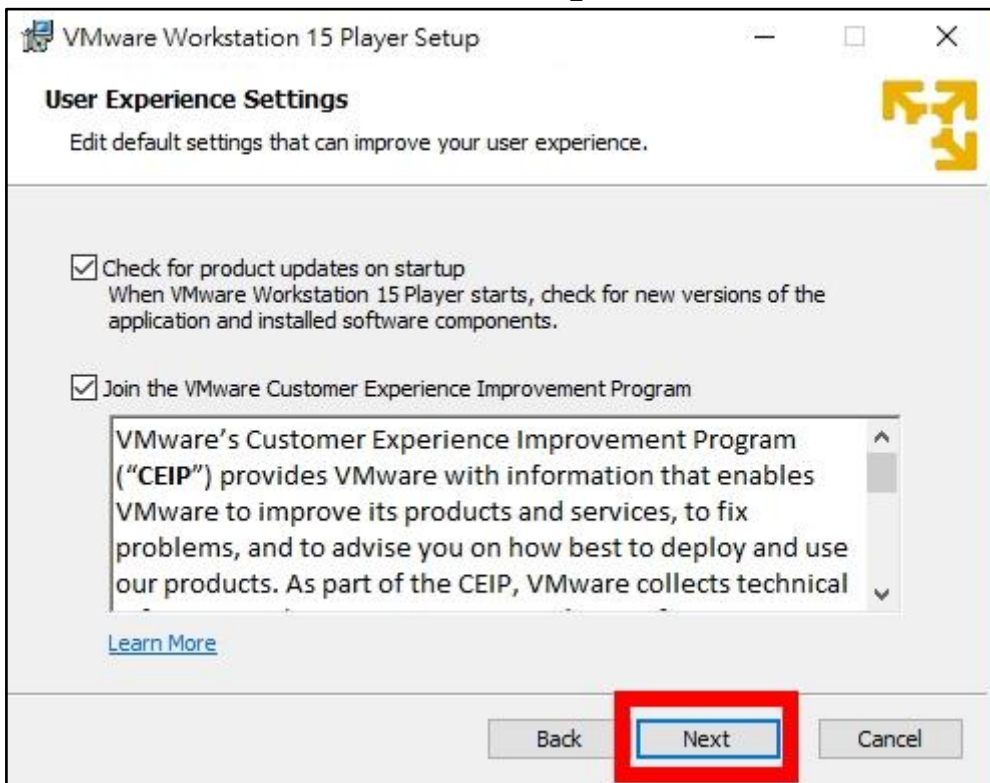 VMware Workstation 15 Player Setup
User Experience Settings
Edit default settings that can improve your user experience.
Check for product updates on startup
When VMware Workstation 15 Player starts, check for new versions of the
application and installed software components.
Join the VMware Customer Experience Improvement Program
VMware’s Customer Experience Improvement Program
(“CEIP”) provides VMware with information that enables
VMware to improve its products and services, to fix
problems, and to advise you on how best to deploy and use
our products. As part of the CEIP, VMware collects technical
Learn More
Back
Next
Cancel